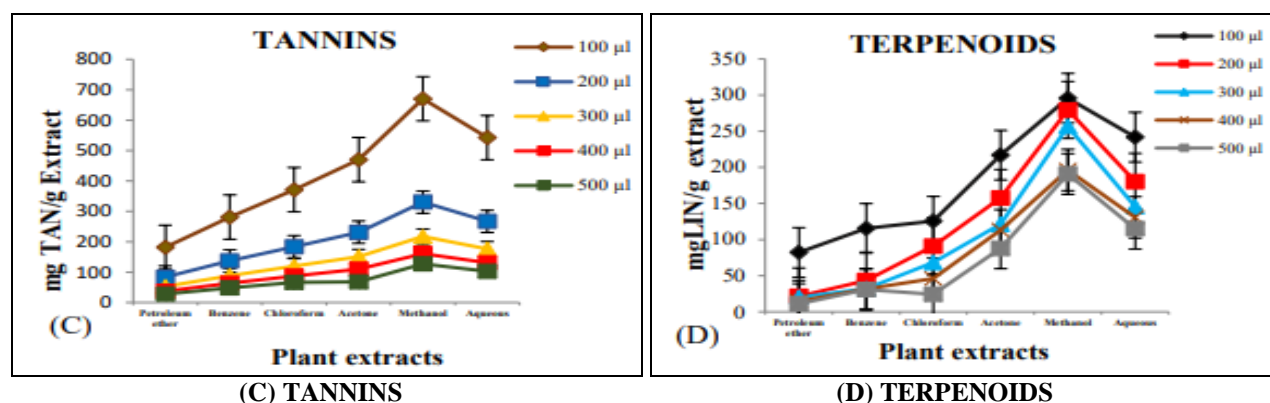 TANNINS
800
700
600
500
400
300
200
100
0
mg TAN/g Extract
Petroleum ether
Benzene
Chloroform
Acetone
Methanol
Aqueous
Plant extracts
(C)
100 µl
200 µl
300 µl
400 µl
500 µl
(C) TANNINS
TERPENOIDS
350
300
250
200
150
100
50
0
mgLIN/g extract
Petroleum ether
Benzene
Chloroform
Acetone
Methanol
Aqueous
Plant extracts
(D)
100 µl
200 µl
300 µl
400 µl
500 µl
(D) TERPENOIDS